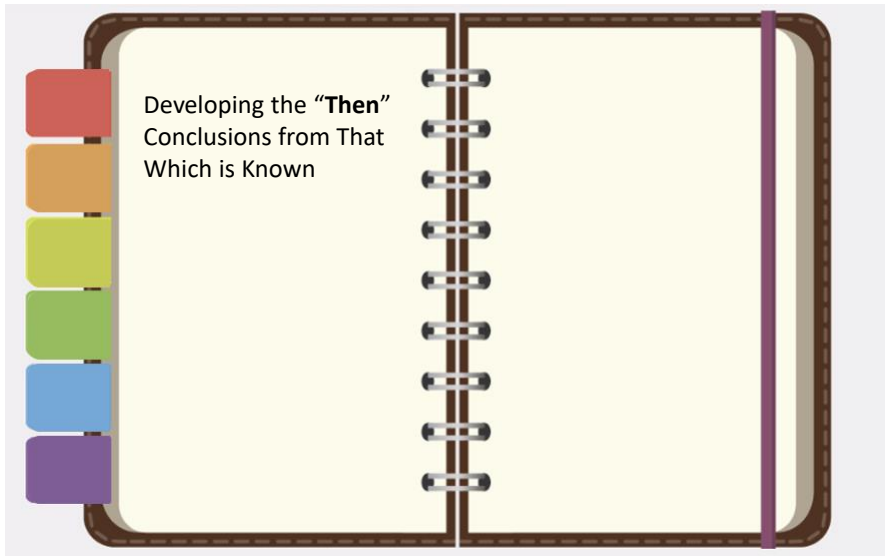 Developing the “Then”
Conclusions from That
Which is Known